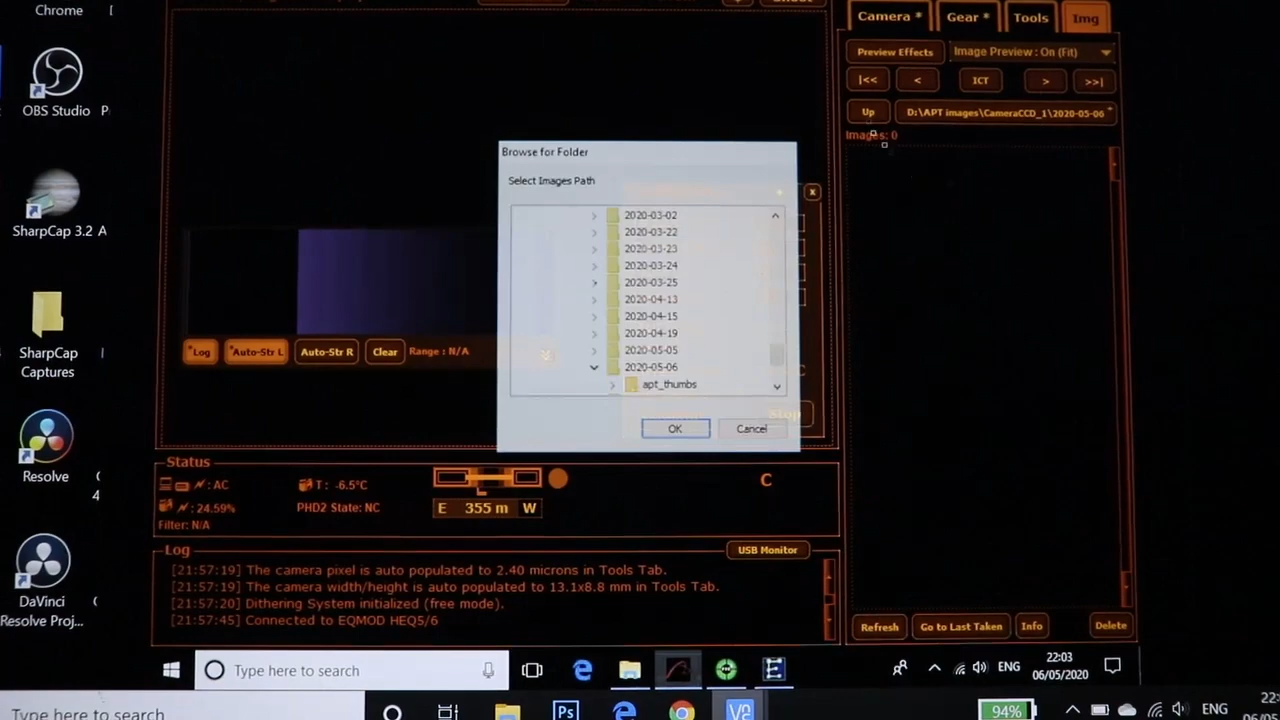 Chrome
OBS Studio
P
SharpCap 3.2 A
SharpCap
Captures
Resolve
4
DaVinci
Resolve Proj...
Camera * Gear * Tools Img
Preview Effects Image Preview : On (Fit)
|<< < ICT > >>|
Up D:\APT images\CameraCCD_1\2020-05-06
Images: 0
Browse for Folder
Select Images Path
x
2020-03-02
2020-03-22
2020-03-23
2020-03-24
2020-03-25
2020-04-13
2020-04-15
2020-04-19
2020-05-05
2020-05-06
apt_thumbs
OK Cancel
Stop
*Log *Auto-Str L Auto-Str R Clear Range : N/A
Status
: AC T : -6.5°C C
: 24.59% PHD2 State: NC E 355 m W
Filter: N/A
Log USB Monitor
[21:57:19] The camera pixel is auto populated to 2.40 microns in Tools Tab.
[21:57:19] The camera width/height is auto populated to 13.1x8.8 mm in Tools Tab.
[21:57:20] Dithering System initialized (free mode).
[21:57:45] Connected to EQMOD HEQ5/6
Refresh Go to Last Taken Info Delete
Type here to search
ENG 22:03
06/05/2020
Type here to search
Ps
94%
ENG